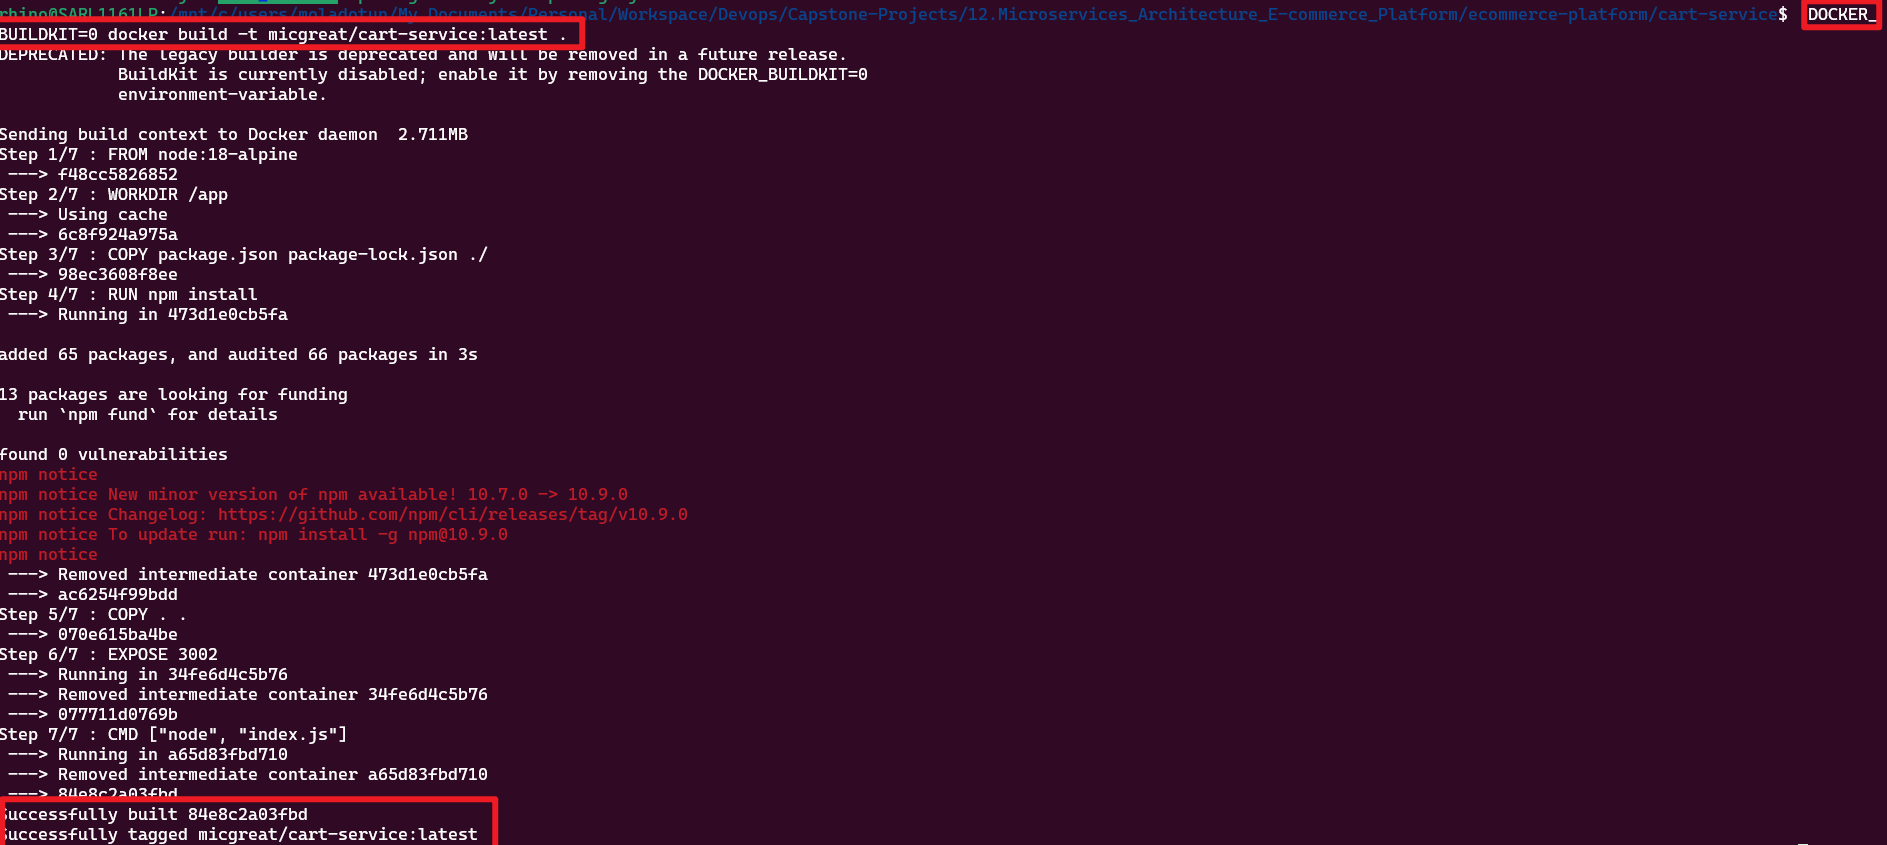 rhino@SARL1161LP:/mnt/c/users/moladotun/My Documents/Personal/Workspace/Devops/Capstone-Projects/12.Microservices_Architecture_E-commerce_Platform/ecommerce-platform/cart-service$ DOCKER_
BUILDKIT=0 docker build -t micgreat/cart-service:latest .
DEPRECATED: The legacy builder is deprecated and will be removed in a future release.
BuildKit is currently disabled; enable it by removing the DOCKER_BUILDKIT=0
environment-variable.
Sending build context to Docker daemon  2.711MB
Step 1/7 : FROM node:18-alpine
---> f48cc5826852
Step 2/7 : WORKDIR /app
---> Using cache
---> 6c8f924a975a
Step 3/7 : COPY package.json package-lock.json ./
---> 98ec3608f8ee
Step 4/7 : RUN npm install
---> Running in 473d1e0cb5fa
added 65 packages, and audited 66 packages in 3s
13 packages are looking for funding
run `npm fund` for details
found 0 vulnerabilities
npm notice
npm notice New minor version of npm available! 10.7.0 -> 10.9.0
npm notice Changelog: https://github.com/npm/cli/releases/tag/v10.9.0
npm notice To update run: npm install -g npm@10.9.0
npm notice
---> Removed intermediate container 473d1e0cb5fa
---> ac6254f99bdd
Step 5/7 : COPY . .
---> 070e615ba4be
Step 6/7 : EXPOSE 3002
---> Running in 34fe6d4c5b76
---> Removed intermediate container 34fe6d4c5b76
---> 077711d0769b
Step 7/7 : CMD ["node", "index.js"]
---> Running in a65d83fbd710
---> Removed intermediate container a65d83fbd710
---> 84e8c2a03fbd
Successfully built 84e8c2a03fbd
Successfully tagged micgreat/cart-service:latest